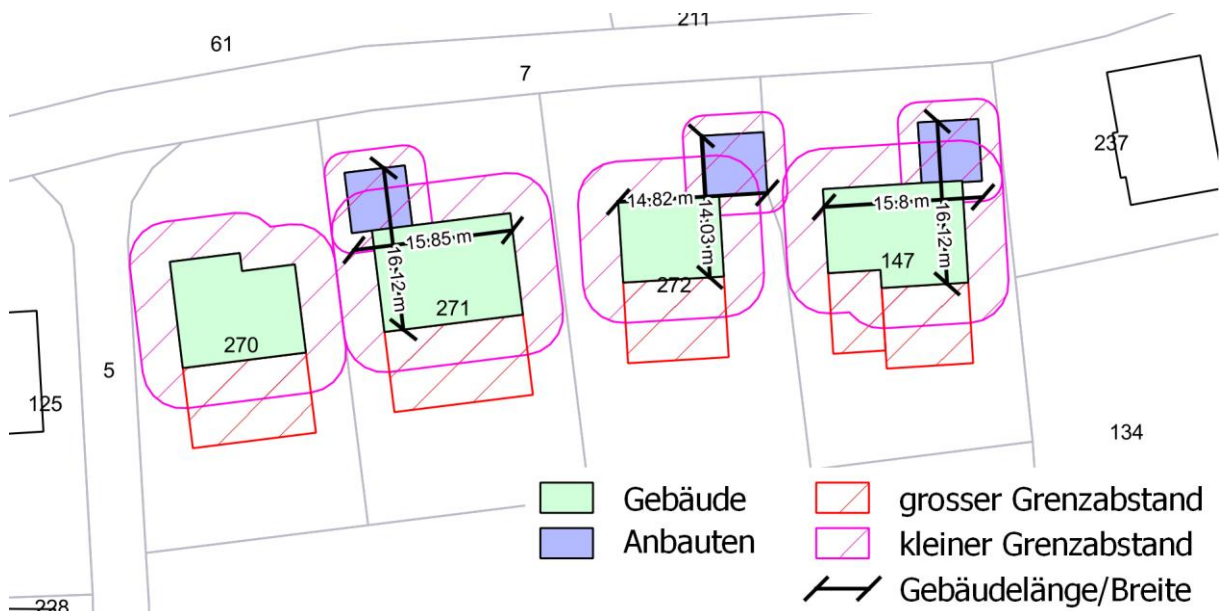 61
211
7
237
14.82 m
15.8 m
15.85 m
16.12 m
14.03 m
16.12 m
147
272
271
270
5
125
134
Gebäude
Anbauten
grosser Grenzabstand
kleiner Grenzabstand
Gebäudelänge/Breite
238